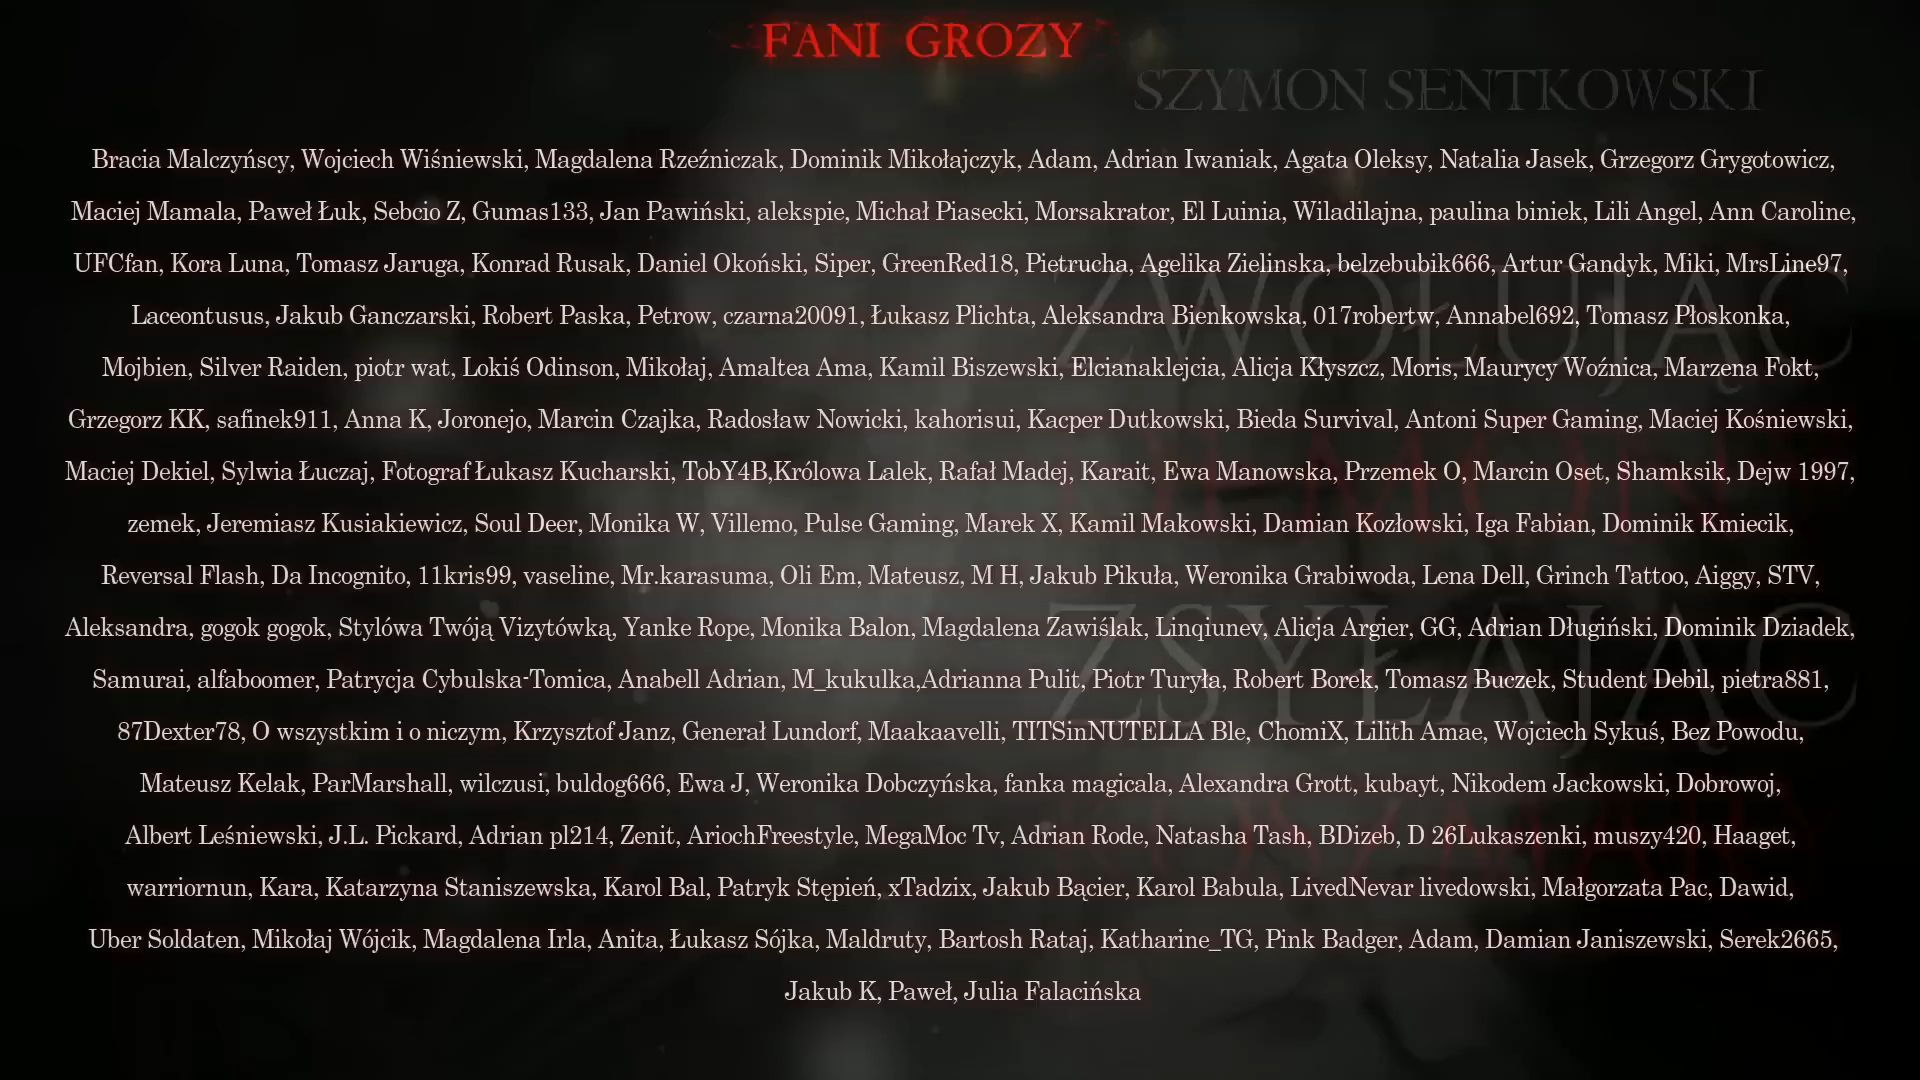 FANI GROZY
SZYMON SENTKOWSKI
Bracia Malczyńscy, Wojciech Wiśniewski, Magdalena Rzeźniczak, Dominik Mikołajczyk, Adam, Adrian Iwaniak, Agata Oleksy, Natalia Jasek, Grzegorz Grygotowicz,
Maciej Mamala, Paweł Łuk, Sebcio Z, Gumas133, Jan Pawiński, alekspie, Michał Piasecki, Morsakrator, El Luinia, Wiladilajna, paulina biniek, Lili Angel, Ann Caroline,
UFCfan, Kora Luna, Tomasz Jaruga, Konrad Rusak, Daniel Okoński, Siper, GreenRed18, Pietrucha, Agelika Zielinska, belzebubik666, Artur Gandyk, Miki, MrsLine97,
ZWOŁUJĄC
Laceontusus, Jakub Ganczarski, Robert Paska, Petrow, czarna20091, Łukasz Plichta, Aleksandra Bienkowska, 017robertw, Annabel692, Tomasz Płoskonka,
Mojbien, Silver Raiden, piotr wat, Lokiś Odinson, Mikołaj, Amaltea Ama, Kamil Biszewski, Elcianaklejcia, Alicja Kłyszcz, Moris, Maurycy Woźnica, Marzena Fokt,
Grzegorz KK, safinek911, Anna K, Joronejo, Marcin Czajka, Radosław Nowicki, kahorisui, Kacper Dutkowski, Bieda Survival, Antoni Super Gaming, Maciej Kośniewski,
Maciej Dekiel, Sylwia Łuczaj, Fotograf Łukasz Kucharski, TobY4B,Królowa Lalek, Rafał Madej, Karait, Ewa Manowska, Przemek O, Marcin Oset, Shamksik, Dejw 1997,
zemek, Jeremiasz Kusiakiewicz, Soul Deer, Monika W, Villemo, Pulse Gaming, Marek X, Kamil Makowski, Damian Kozłowski, Iga Fabian, Dominik Kmiecik,
Reversal Flash, Da Incognito, 11kris99, vaseline, Mr.karasuma, Oli Em, Mateusz, M H, Jakub Pikuła, Weronika Grabiwoda, Lena Dell, Grinch Tattoo, Aiggy, STV,
Aleksandra, gogok gogok, Stylówa Twóją Vizytówką, Yanke Rope, Monika Balon, Magdalena Zawiślak, Linqiunev, Alicja Argier, GG, Adrian Długiński, Dominik Dziadek,
ZSYŁAJĄC
Samurai, alfaboomer, Patrycja Cybulska-Tomica, Anabell Adrian, M_kukulka,Adrianna Pulit, Piotr Turyła, Robert Borek, Tomasz Buczek, Student Debil, pietra881,
87Dexter78, O wszystkim i o niczym, Krzysztof Janz, Generał Lundorf, Maakaavelli, TITSinNUTELLA Ble, ChomiX, Lilith Amae, Wojciech Sykuś, Bez Powodu,
Mateusz Kelak, ParMarshall, wilczusi, buldog666, Ewa J, Weronika Dobczyńska, fanka magicala, Alexandra Grott, kubayt, Nikodem Jackowski, Dobrowoj,
Albert Leśniewski, J.L. Pickard, Adrian pl214, Zenit, AriochFreestyle, MegaMoc Tv, Adrian Rode, Natasha Tash, BDizeb, D 26Lukaszenki, muszy420, Haaget,
warriornun, Kara, Katarzyna Staniszewska, Karol Bal, Patryk Stępień, xTadzix, Jakub Bącier, Karol Babula, LivedNevar livedowski, Małgorzata Pac, Dawid,
Uber Soldaten, Mikołaj Wójcik, Magdalena Irla, Anita, Łukasz Sójka, Maldruty, Bartosh Rataj, Katharine_TG, Pink Badger, Adam, Damian Janiszewski, Serek2665,
Jakub K, Paweł, Julia Falacińska